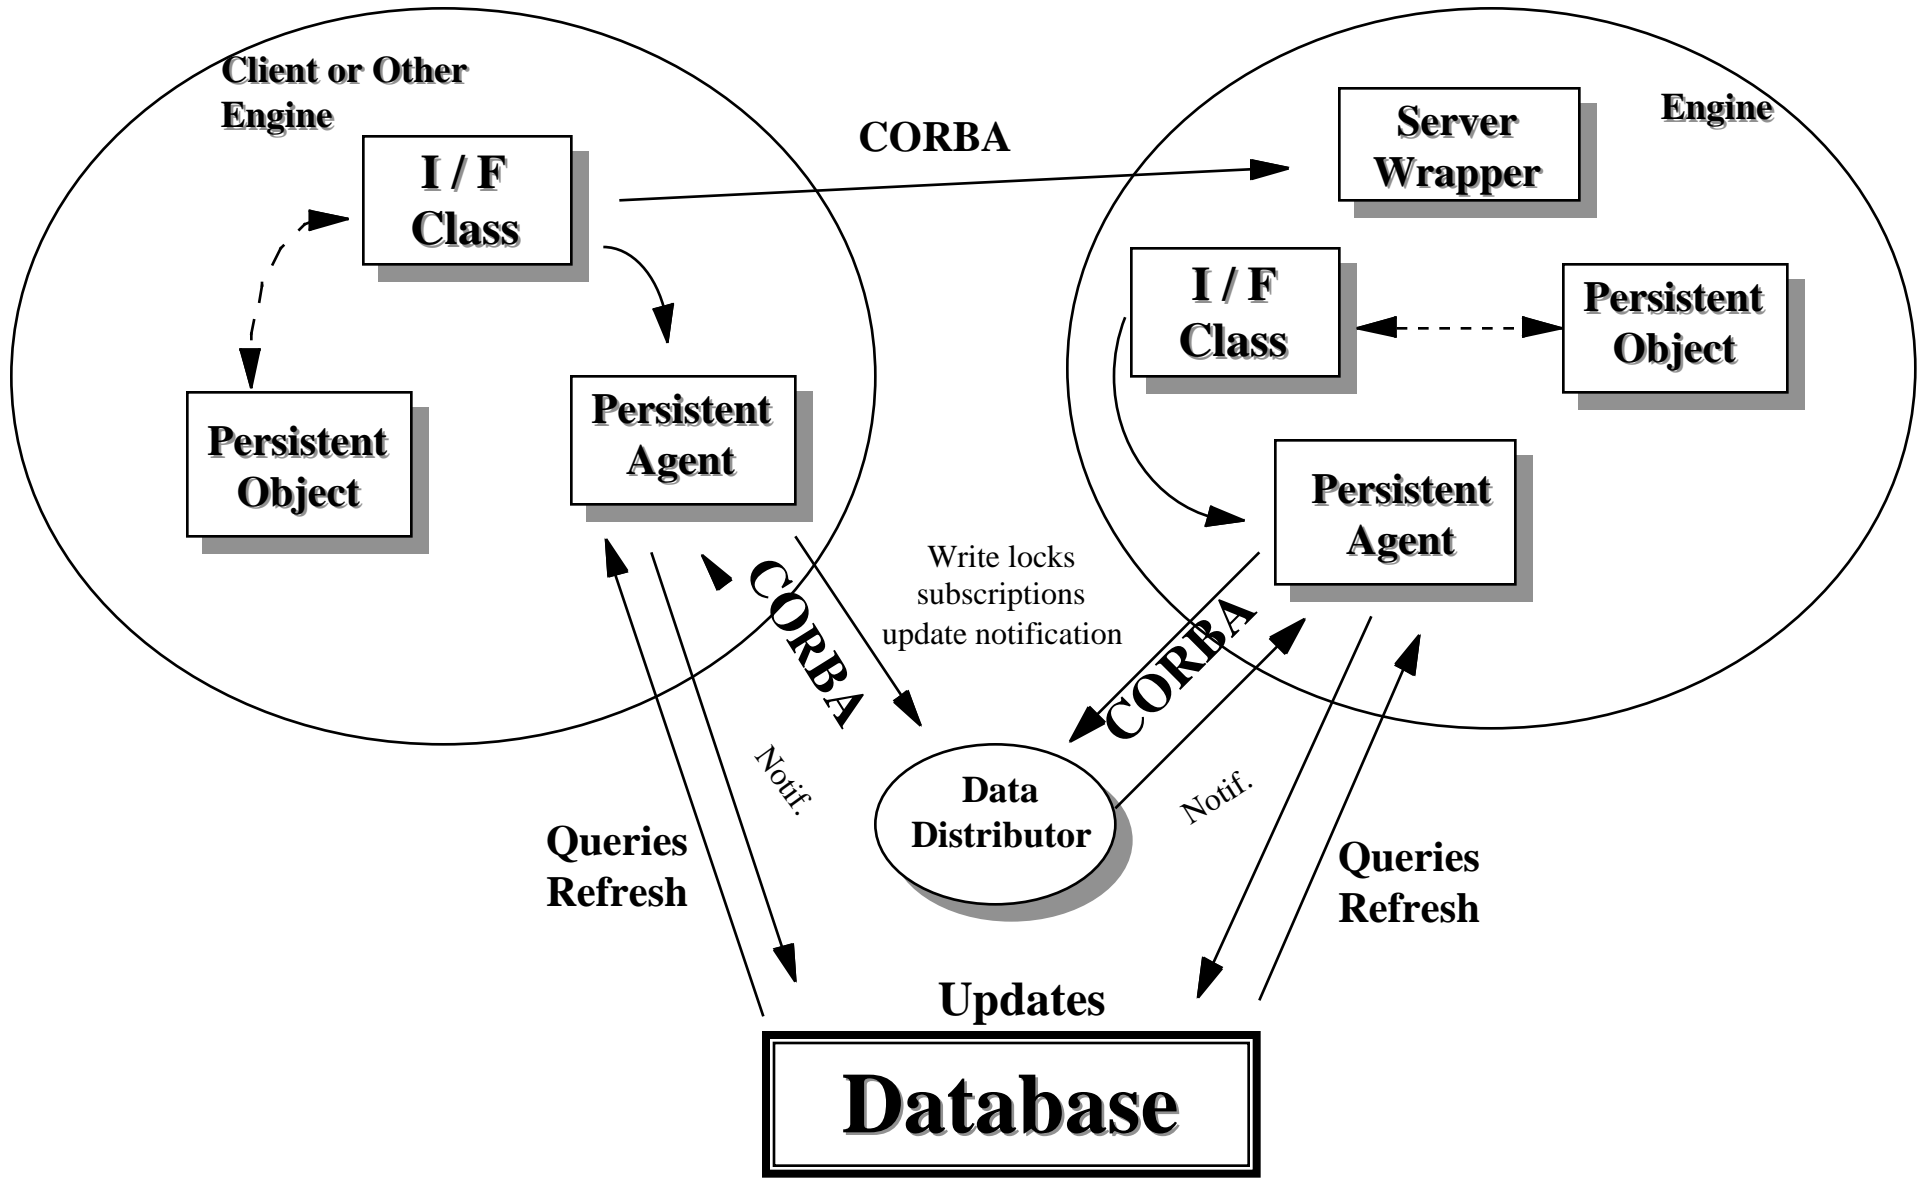 Client or Other
Engine
I / F
Class
Persistent
Object
Persistent
Agent
CORBA
Server
Wrapper
Engine
I / F
Class
Persistent
Object
Persistent
Agent
Write locks
subscriptions
update notification
CORBA
CORBA
Notif.
Notif.
Data
Distributor
Queries
Refresh
Queries
Refresh
Updates
Database